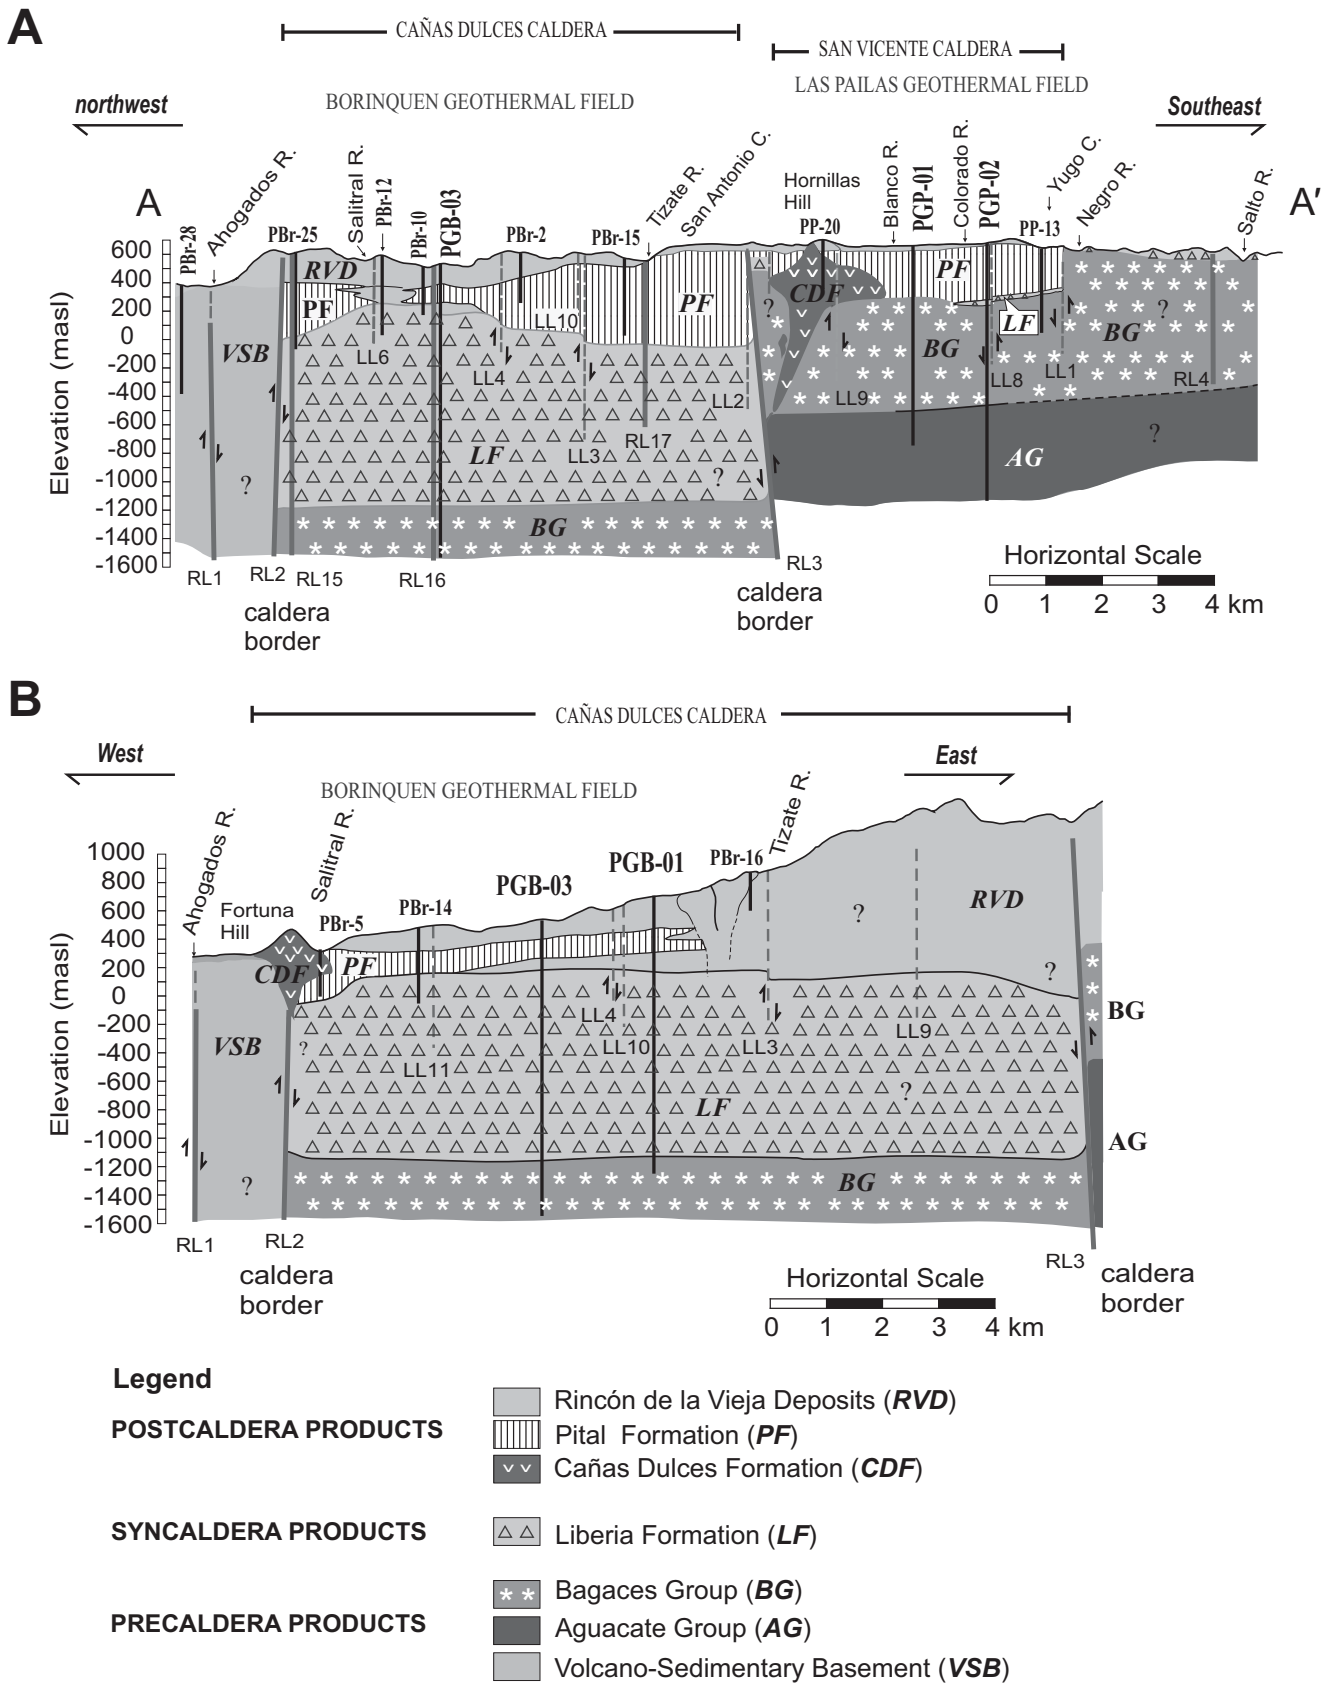 A
CAÑAS DULCES CALDERA
SAN VICENTE CALDERA
LAS PAILAS GEOTHERMAL FIELD
BORINQUEN GEOTHERMAL FIELD
northwest
Southeast
A
A′
PBr-28
Ahogados R.
PBr-25
Salitral R.
PBr-12
PBr-10
PGB-03
PBr-2
PBr-15
Tizate R.
San Antonio C.
Hornillas
Hill
PP-20
Blanco R.
PGP-01
Colorado R.
PGP-02
PP-13
Yugo C.
Negro R.
Salto R.
Elevation (masl)
600
400
200
0
-200
-400
-600
-800
-1000
-1200
-1400
-1600
RVD
PF
PF
PF
CDF
LF
VSB
BG
BG
LL10
LL6
LL4
LL2
LL9
LL8
LL1
RL4
LL3
RL17
LF
AG
BG
?
?
?
?
?
RL1
RL2
RL15
RL16
RL3
caldera
border
caldera
border
Horizontal Scale
0 1 2 3 4 km
B
CAÑAS DULCES CALDERA
West
East
BORINQUEN GEOTHERMAL FIELD
Ahogados R.
Fortuna
Hill
Salitral R.
PBr-5
PBr-14
PGB-03
PGB-01
PBr-16
Tizate R.
Elevation (masl)
1000
800
600
400
200
0
-200
-400
-600
-800
-1000
-1200
-1400
-1600
CDF
PF
RVD
?
?
VSB
?
LL4
LL10
LL11
LL3
LL9
BG
?
LF
AG
BG
?
RL1
RL2
RL3
caldera
border
caldera
border
Horizontal Scale
0 1 2 3 4 km
Legend
POSTCALDERA PRODUCTS
Rincón de la Vieja Deposits (RVD)
Pital Formation (PF)
Cañas Dulces Formation (CDF)
SYNCALDERA PRODUCTS
Liberia Formation (LF)
PRECALDERA PRODUCTS
Bagaces Group (BG)
Aguacate Group (AG)
Volcano-Sedimentary Basement (VSB)